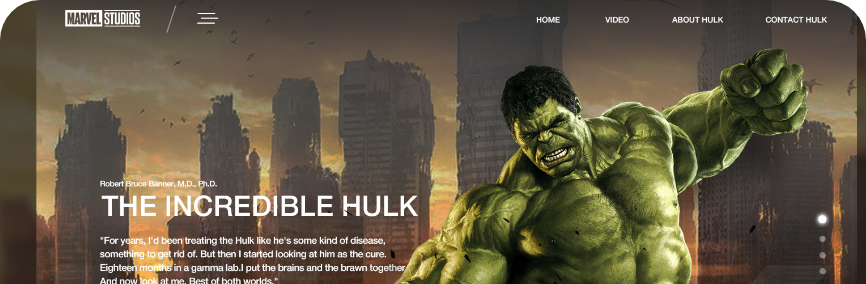 MARVEL STUDIOS
HOME VIDEO ABOUT HULK CONTACT HULK
Robert Bruce Banner, M.D., Ph.D.
THE INCREDIBLE HULK
"For years, I'd been treating the Hulk like he's some kind of disease,
something to get rid of. But then I started looking at him as the cure.
Eighteen months in a gamma lab.I put the brains and the brawn together
And now look at me. Best of both worlds."